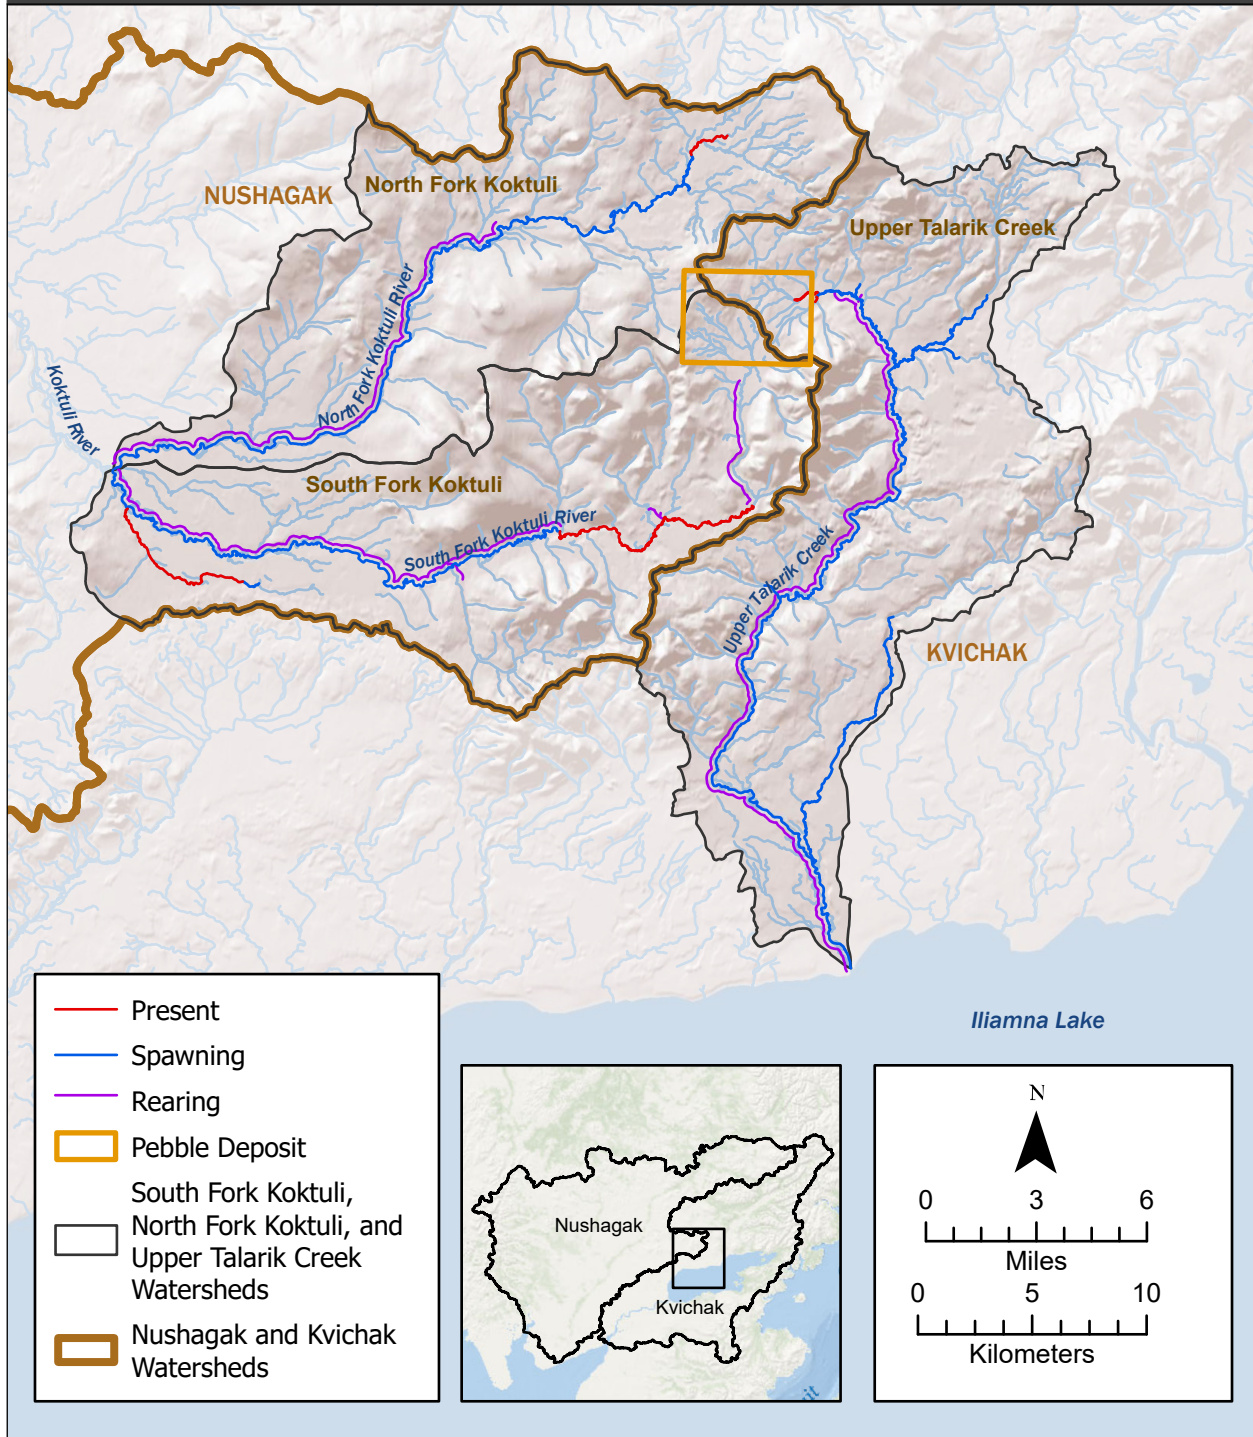 NUSHAGAK
North Fork Koktuli
Upper Talarik Creek
North Fork Koktuli River
Koktuli River
South Fork Koktuli
South Fork Koktuli River
Upper Talarik Creek
KVICHAK
Iliamna Lake
Present
Spawning
Rearing
Pebble Deposit
South Fork Koktuli,
North Fork Koktuli, and
Upper Talarik Creek
Watersheds
Nushagak and Kvichak
Watersheds
Nushagak
Kvichak
N
0 3 6
Miles
0 5 10
Kilometers